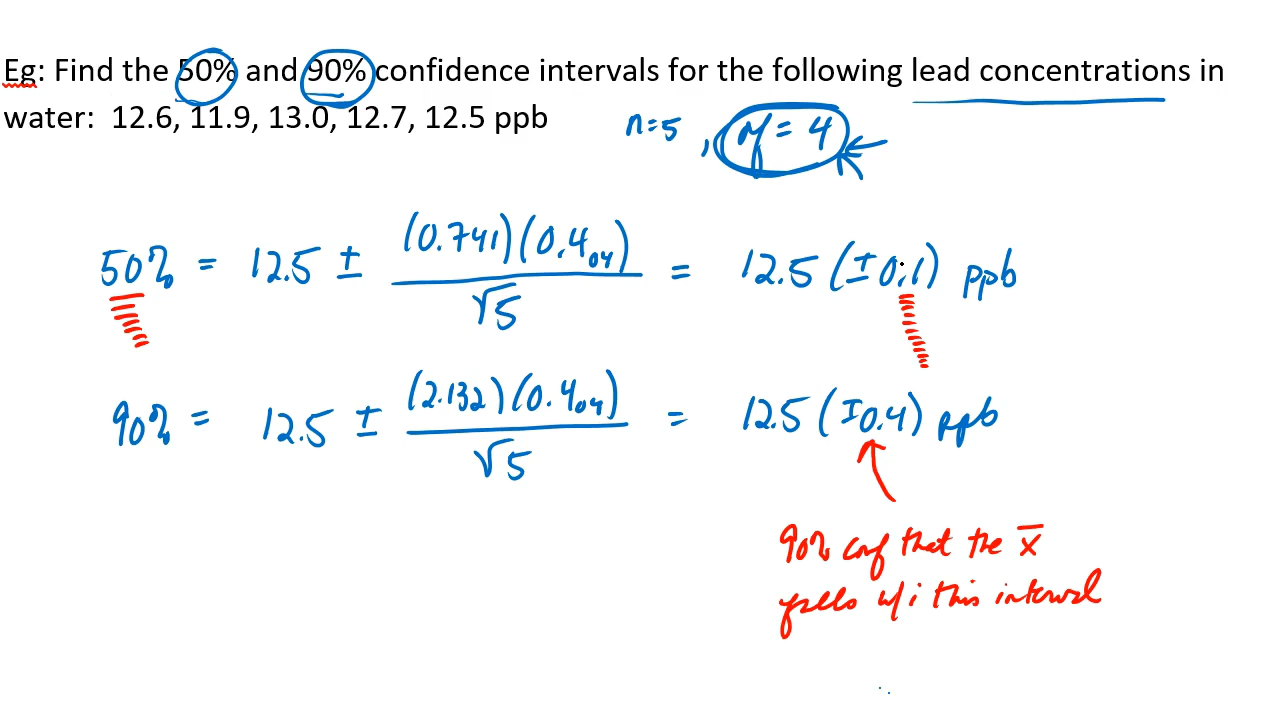 Eg: Find the 50% and 90% confidence intervals for the following lead concentrations in
water: 12.6, 11.9, 13.0, 12.7, 12.5 ppb
n=5, df = 4
50% = 12.5 ± (0.741)(0.404) / √5 = 12.5 (±0.1) ppb
90% = 12.5 ± (2.132)(0.404) / √5 = 12.5 (±0.4) ppb
90% conf that the x̄
falls w/i this interval